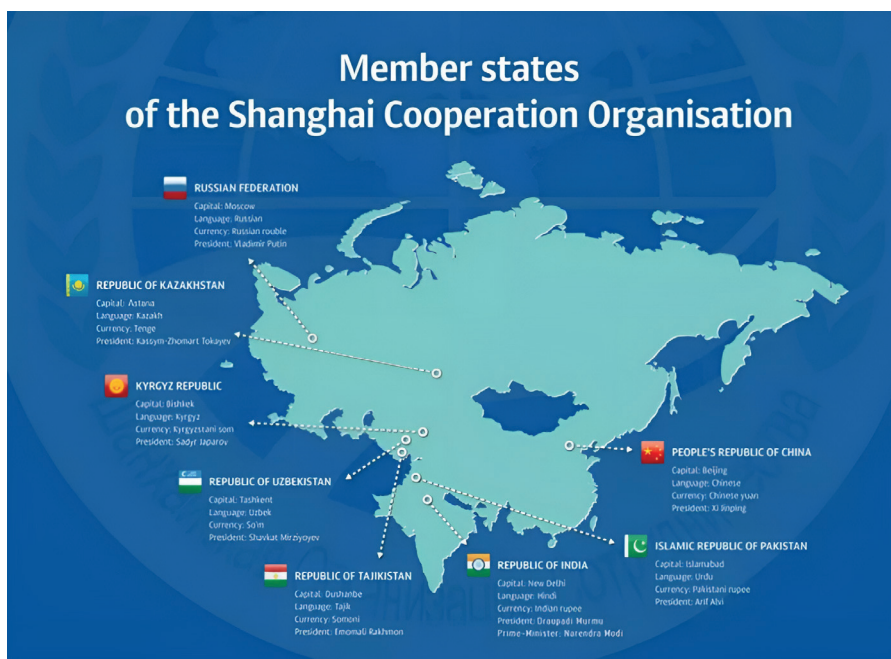 Member states
of the Shanghai Cooperation Organisation
RUSSIAN FEDERATION
Capital: Moscow
Language: Russian
Currency: Russian rouble
President: Vladimir Putin
REPUBLIC OF KAZAKHSTAN
Capital: Astana
Language: Kazakh
Currency: Tenge
President: Kassym-Zhomart Tokayev
KYRGYZ REPUBLIC
Capital: Bishkek
Language: Kyrgyz
Currency: Kyrgyzstani som
President: Sadyr Japarov
REPUBLIC OF UZBEKISTAN
Capital: Tashkent
Language: Uzbek
Currency: So'm
President: Shavkat Mirziyoyev
REPUBLIC OF TAJIKISTAN
Capital: Dushanbe
Language: Tajik
Currency: Somoni
President: Emomali Rakhmon
REPUBLIC OF INDIA
Capital: New Delhi
Language: Hindi
Currency: Indian rupee
President: Draupadi Murmu
Prime-Minister: Narendra Modi
PEOPLE'S REPUBLIC OF CHINA
Capital: Beijing
Language: Chinese
Currency: Chinese yuan
President: Xi Jinping
ISLAMIC REPUBLIC OF PAKISTAN
Capital: Islamabad
Language: Urdu
Currency: Pakistani rupee
President: Arif Alvi